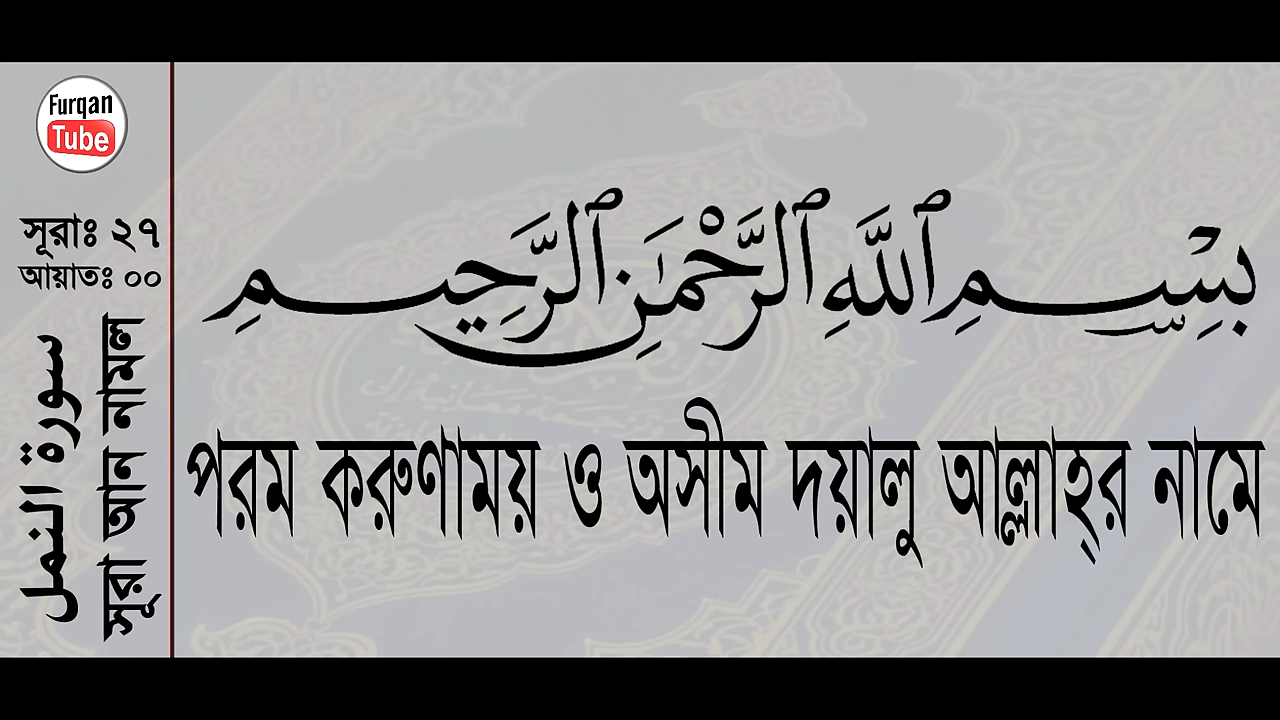 Furqan
Tube
সূরাঃ ২৭
আয়াতঃ ০০
سورة النمل
সূরা আন নামল
بِسْمِ ٱللَّهِ ٱلرَّحْمَـٰنِ ٱلرَّحِيمِ
পরম করুণাময় ও অসীম দয়ালু আল্লাহ্‌র নামে